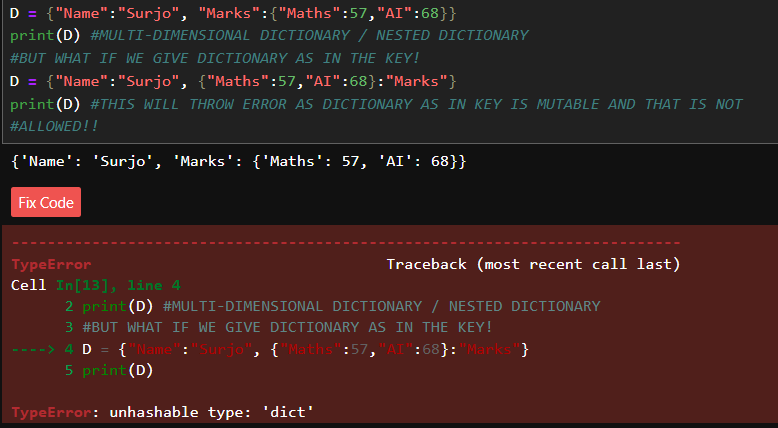 D = {"Name":"Surjo", "Marks":{"Maths":57,"AI":68}}
print(D) #MULTI-DIMENSIONAL DICTIONARY / NESTED DICTIONARY
#BUT WHAT IF WE GIVE DICTIONARY AS IN THE KEY!
D = {"Name":"Surjo", {"Maths":57,"AI":68}:"Marks"}
print(D) #THIS WILL THROW ERROR AS DICTIONARY AS IN KEY IS MUTABLE AND THAT IS NOT
#ALLOWED!!
{'Name': 'Surjo', 'Marks': {'Maths': 57, 'AI': 68}}
Fix Code
---------------------------------------------------------------------------
TypeError Traceback (most recent call last)
Cell In[13], line 4
2 print(D) #MULTI-DIMENSIONAL DICTIONARY / NESTED DICTIONARY
3 #BUT WHAT IF WE GIVE DICTIONARY AS IN THE KEY!
----> 4 D = {"Name":"Surjo", {"Maths":57,"AI":68}:"Marks"}
5 print(D)
TypeError: unhashable type: 'dict'